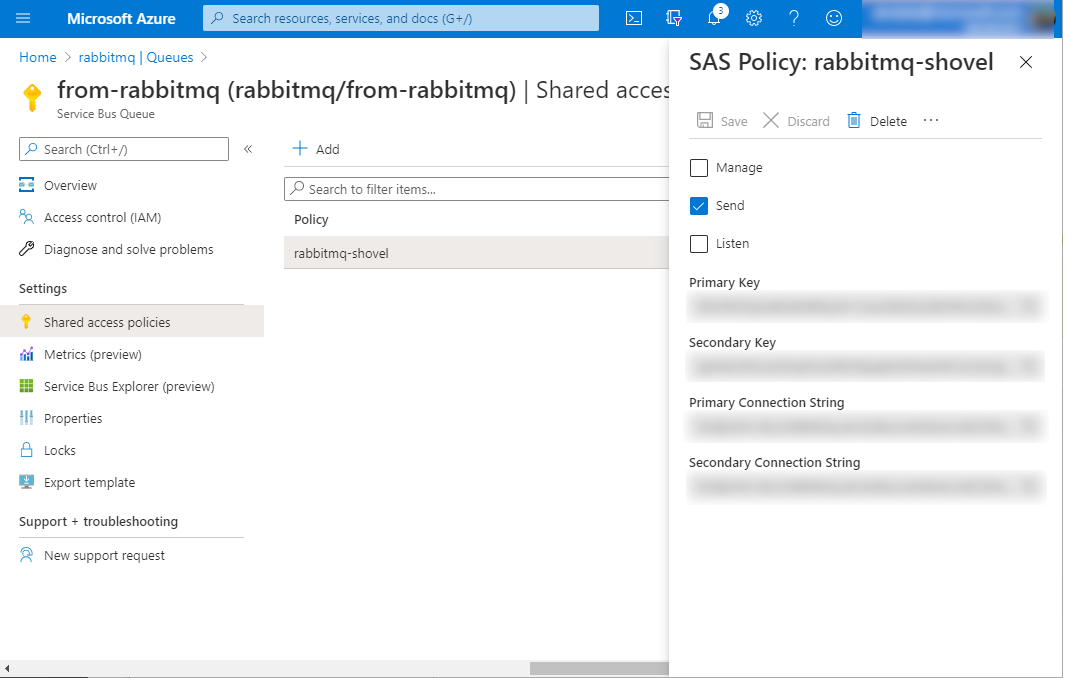 Microsoft Azure
Search resources, services, and docs (G+/)
3
Home > rabbitmq | Queues >
from-rabbitmq (rabbitmq/from-rabbitmq) | Shared acces
Service Bus Queue
Search (Ctrl+/)
«
Overview
Access control (IAM)
Diagnose and solve problems
Settings
Shared access policies
Metrics (preview)
Service Bus Explorer (preview)
Properties
Locks
Export template
Support + troubleshooting
New support request
Add
Search to filter items...
Policy
rabbitmq-shovel
SAS Policy: rabbitmq-shovel
Save Discard Delete ...
Manage
Send
Listen
Primary Key
Secondary Key
Primary Connection String
Secondary Connection String